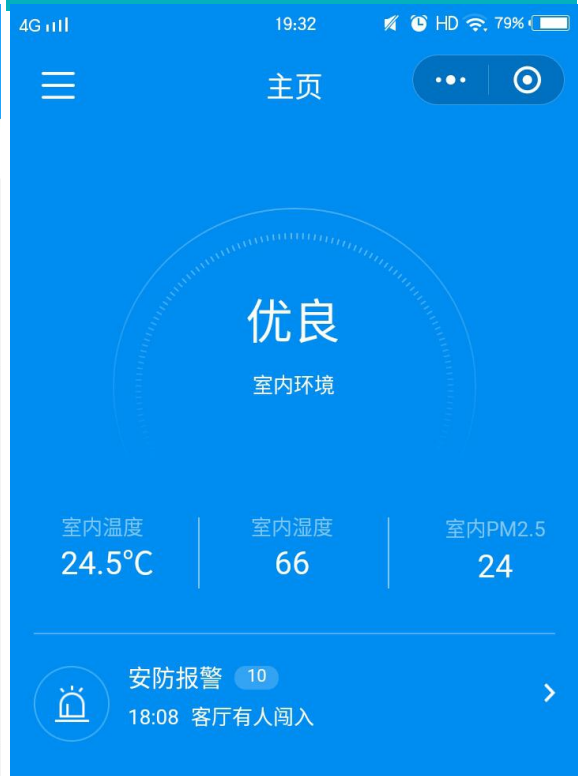 4G 19:32 HD 79%
主页
优良
室内环境
室内温度 室内湿度 室内PM2.5
24.5°C 66 24
安防报警 10
18:08 客厅有人闯入